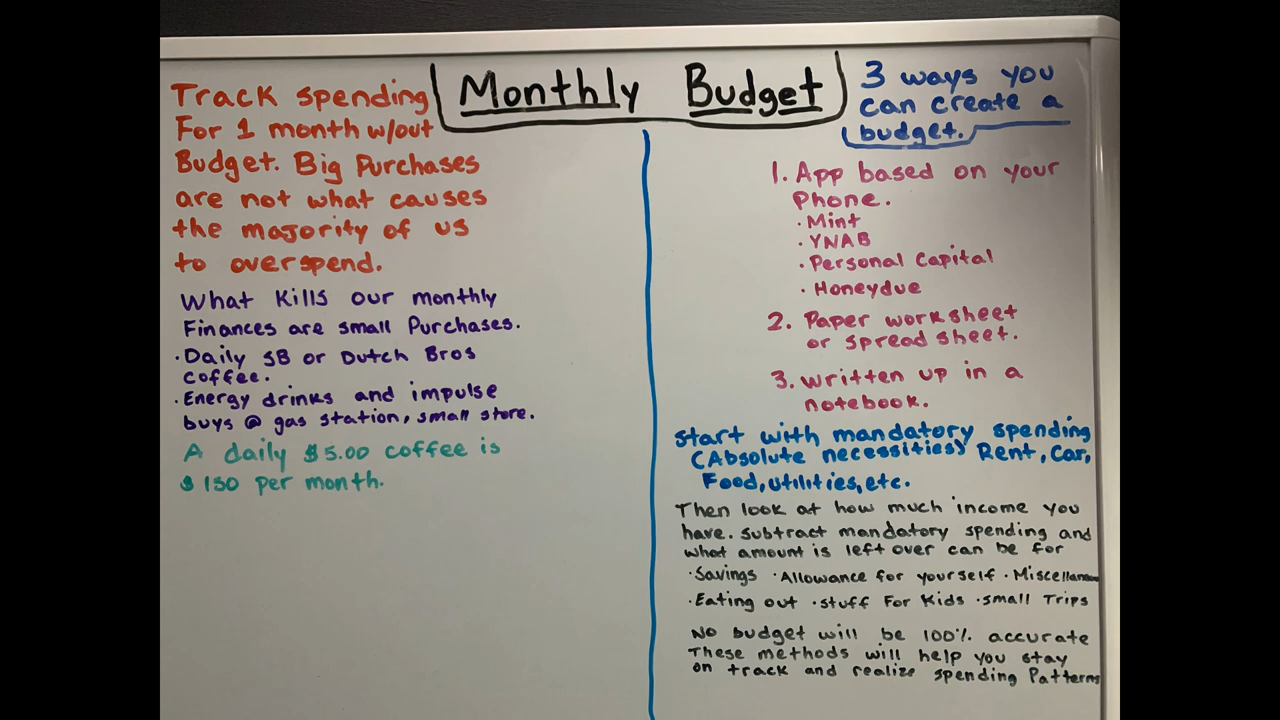 Monthly Budget
Track spending
For 1 month w/out
Budget. Big Purchases
are not what causes
the majority of us
to overspend.
What Kills our monthly
Finances are small Purchases.
·Daily SB or Dutch Bros
coffee.
·Energy drinks and impulse
buys @ gas station, small store.
A daily $5.00 coffee is
$150 per month.
3 ways you
can create a
budget.
1. App based on your
Phone.
·Mint
·YNAB
·Personal Capital
·Honeydue
2. Paper worksheet
or spread sheet.
3. written up in a
notebook.
start with mandatory spending
(Absolute necessities) Rent, Car,
Food, utilities, etc.
Then look at how much income you
have. subtract mandatory spending and
what amount is left over can be for
·Savings ·Allowance for yourself ·Miscellaneous
·Eating out ·stuff For Kids ·small Trips
No budget will be 100% accurate
These methods will help you stay
on track and realize spending Patterns